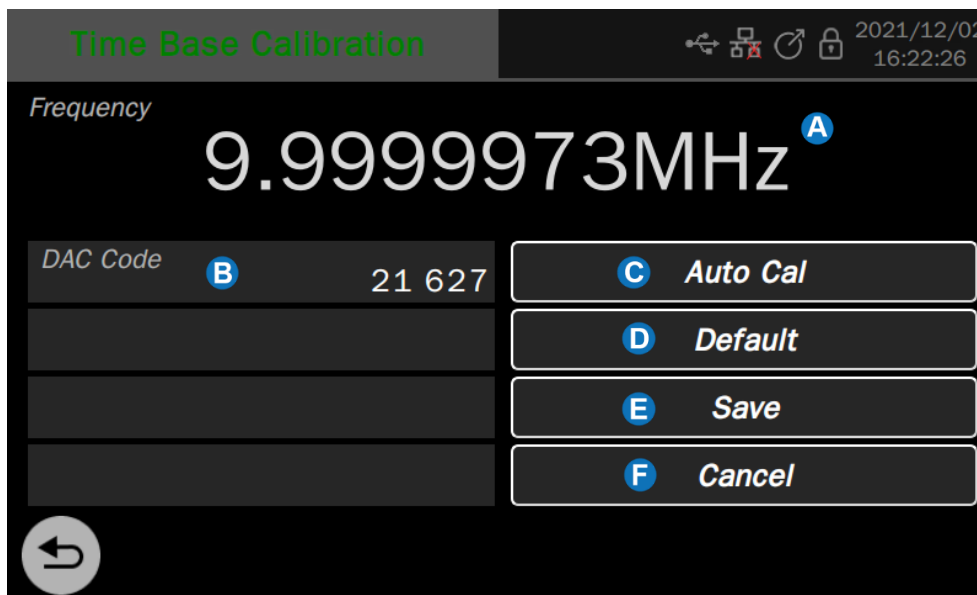 Time Base Calibration
2021/12/02
16:22:26
Frequency
9.9999973MHz
A
DAC Code
B
21 627
C
Auto Cal
D
Default
E
Save
F
Cancel